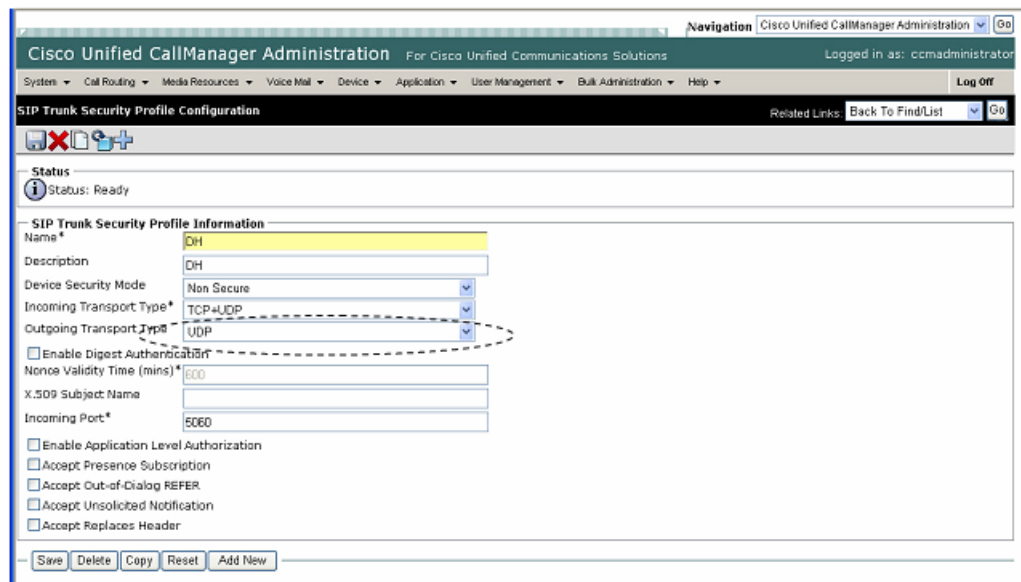 Navigation Cisco Unified CallManager Administration Go
Cisco Unified CallManager Administration For Cisco Unified Communications Solutions Logged in as: ccmadministrator
System Call Routing Media Resources Voice Mail Device Application User Management Bulk Administration Help Log Off
SIP Trunk Security Profile Configuration Related Links: Back To Find/List Go
Status
Status: Ready
SIP Trunk Security Profile Information
Name* DH
Description DH
Device Security Mode Non Secure
Incoming Transport Type* TCP+UDP
Outgoing Transport Type UDP
Enable Digest Authentication
Nonce Validity Time (mins)* 600
X.509 Subject Name
Incoming Port* 5060
Enable Application Level Authorization
Accept Presence Subscription
Accept Out-of-Dialog REFER
Accept Unsolicited Notification
Accept Replaces Header
Save Delete Copy Reset Add New